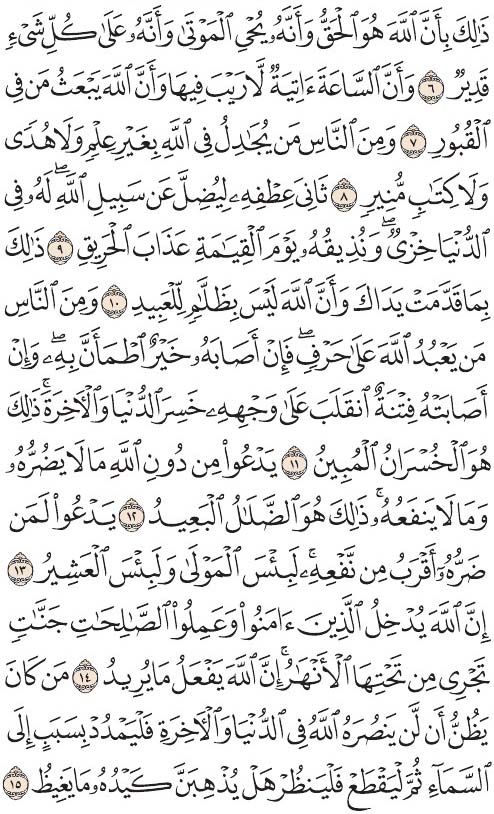 ذَٰلِكَ بِأَنَّ ٱللَّهَ هُوَ ٱلْحَقُّ وَأَنَّهُۥ يُحْىِ ٱلْمَوْتَىٰ وَأَنَّهُۥ عَلَىٰ كُلِّ شَىْءٍ
قَدِيرٌ ٦ وَأَنَّ ٱلسَّاعَةَ ءَاتِيَةٌ لَّا رَيْبَ فِيهَا وَأَنَّ ٱللَّهَ يَبْعَثُ مَن فِى
ٱلْقُبُورِ ٧ وَمِنَ ٱلنَّاسِ مَن يُجَٰدِلُ فِى ٱللَّهِ بِغَيْرِ عِلْمٍ وَلَا هُدًى
وَلَا كِتَٰبٍ مُّنِيرٍ ٨ ثَانِىَ عِطْفِهِۦ لِيُضِلَّ عَن سَبِيلِ ٱللَّهِ ۖ لَهُۥ فِى
ٱلدُّنْيَا خِزْىٌ ۖ وَنُذِيقُهُۥ يَوْمَ ٱلْقِيَٰمَةِ عَذَابَ ٱلْحَرِيقِ ٩ ذَٰلِكَ
بِمَا قَدَّمَتْ يَدَاكَ وَأَنَّ ٱللَّهَ لَيْسَ بِظَلَّٰمٍ لِّلْعَبِيدِ ١٠ وَمِنَ ٱلنَّاسِ
مَن يَعْبُدُ ٱللَّهَ عَلَىٰ حَرْفٍ ۖ فَإِنْ أَصَابَهُۥ خَيْرٌ ٱطْمَأَنَّ بِهِۦ ۖ وَإِنْ
أَصَابَتْهُ فِتْنَةٌ ٱنقَلَبَ عَلَىٰ وَجْهِهِۦ خَسِرَ ٱلدُّنْيَا وَٱلْءَاخِرَةَ ۚ ذَٰلِكَ
هُوَ ٱلْخُسْرَانُ ٱلْمُبِينُ ١١ يَدْعُوا۟ مِن دُونِ ٱللَّهِ مَا لَا يَضُرُّهُۥ
وَمَا لَا يَنفَعُهُۥ ۚ ذَٰلِكَ هُوَ ٱلضَّلَٰلُ ٱلْبَعِيدُ ١٢ يَدْعُوا۟ لَمَن
ضَرُّهُۥٓ أَقْرَبُ مِن نَّفْعِهِۦ ۚ لَبِئْسَ ٱلْمَوْلَىٰ وَلَبِئْسَ ٱلْعَشِيرُ ١٣
إِنَّ ٱللَّهَ يُدْخِلُ ٱلَّذِينَ ءَامَنُوا۟ وَعَمِلُوا۟ ٱلصَّٰلِحَٰتِ جَنَّٰتٍ
تَجْرِى مِن تَحْتِهَا ٱلْأَنْهَٰرُ ۚ إِنَّ ٱللَّهَ يَفْعَلُ مَا يُرِيدُ ١٤ مَن كَانَ
يَظُنُّ أَن لَّن يَنصُرَهُ ٱللَّهُ فِى ٱلدُّنْيَا وَٱلْءَاخِرَةِ فَلْيَمْدُدْ بِسَبَبٍ إِلَى
ٱلسَّمَآءِ ثُمَّ لْيَقْطَعْ فَلْيَنظُرْ هَلْ يُذْهِبَنَّ كَيْدُهُۥ مَا يَغِيظُ ١٥